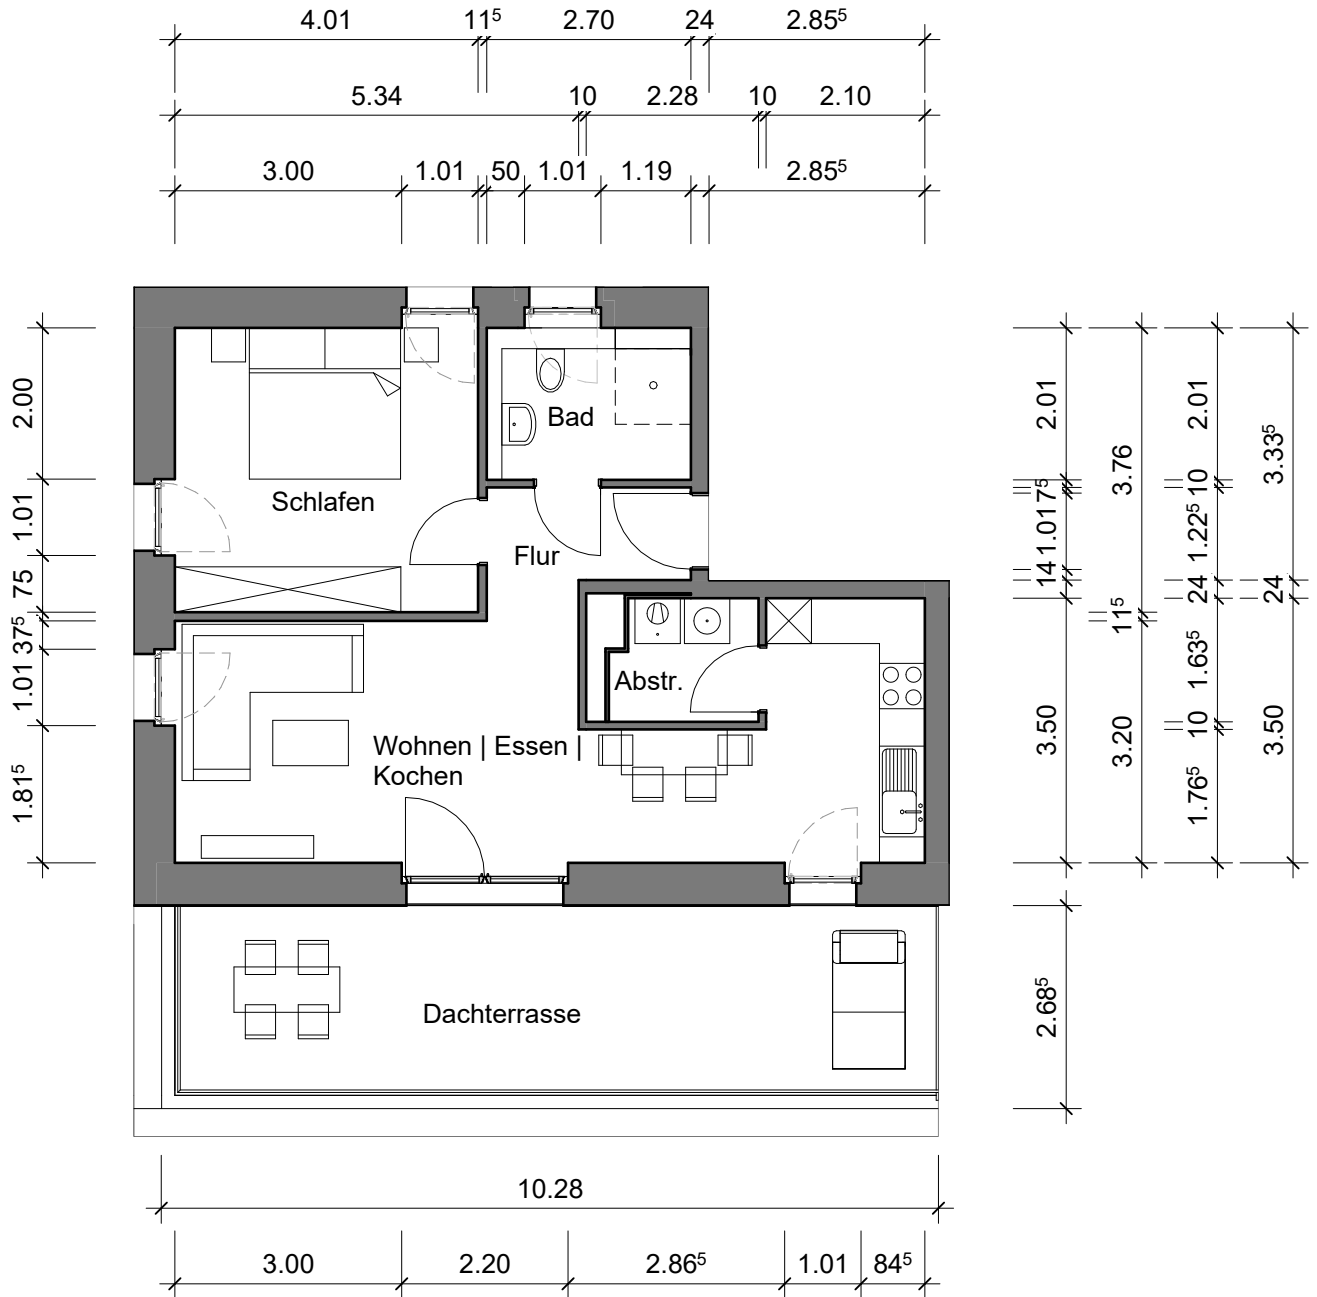 4.01 11⁵ 2.70 24 2.85⁵
5.34 10 2.28 10 2.10
3.00 1.01 50 1.01 1.19 2.85⁵
2.00
1.01
75
37⁵
1.01
1.81⁵
Schlafen
Bad
Flur
Abstr.
Wohnen | Essen |
Kochen
Dachterrasse
2.01
17⁵
1.01
14
3.50
2.68⁵
3.76
11⁵
3.20
2.01
10
1.22⁵
24
1.63⁵
10
1.76⁵
3.33⁵
24
3.50
10.28
3.00 2.20 2.86⁵ 1.01 84⁵